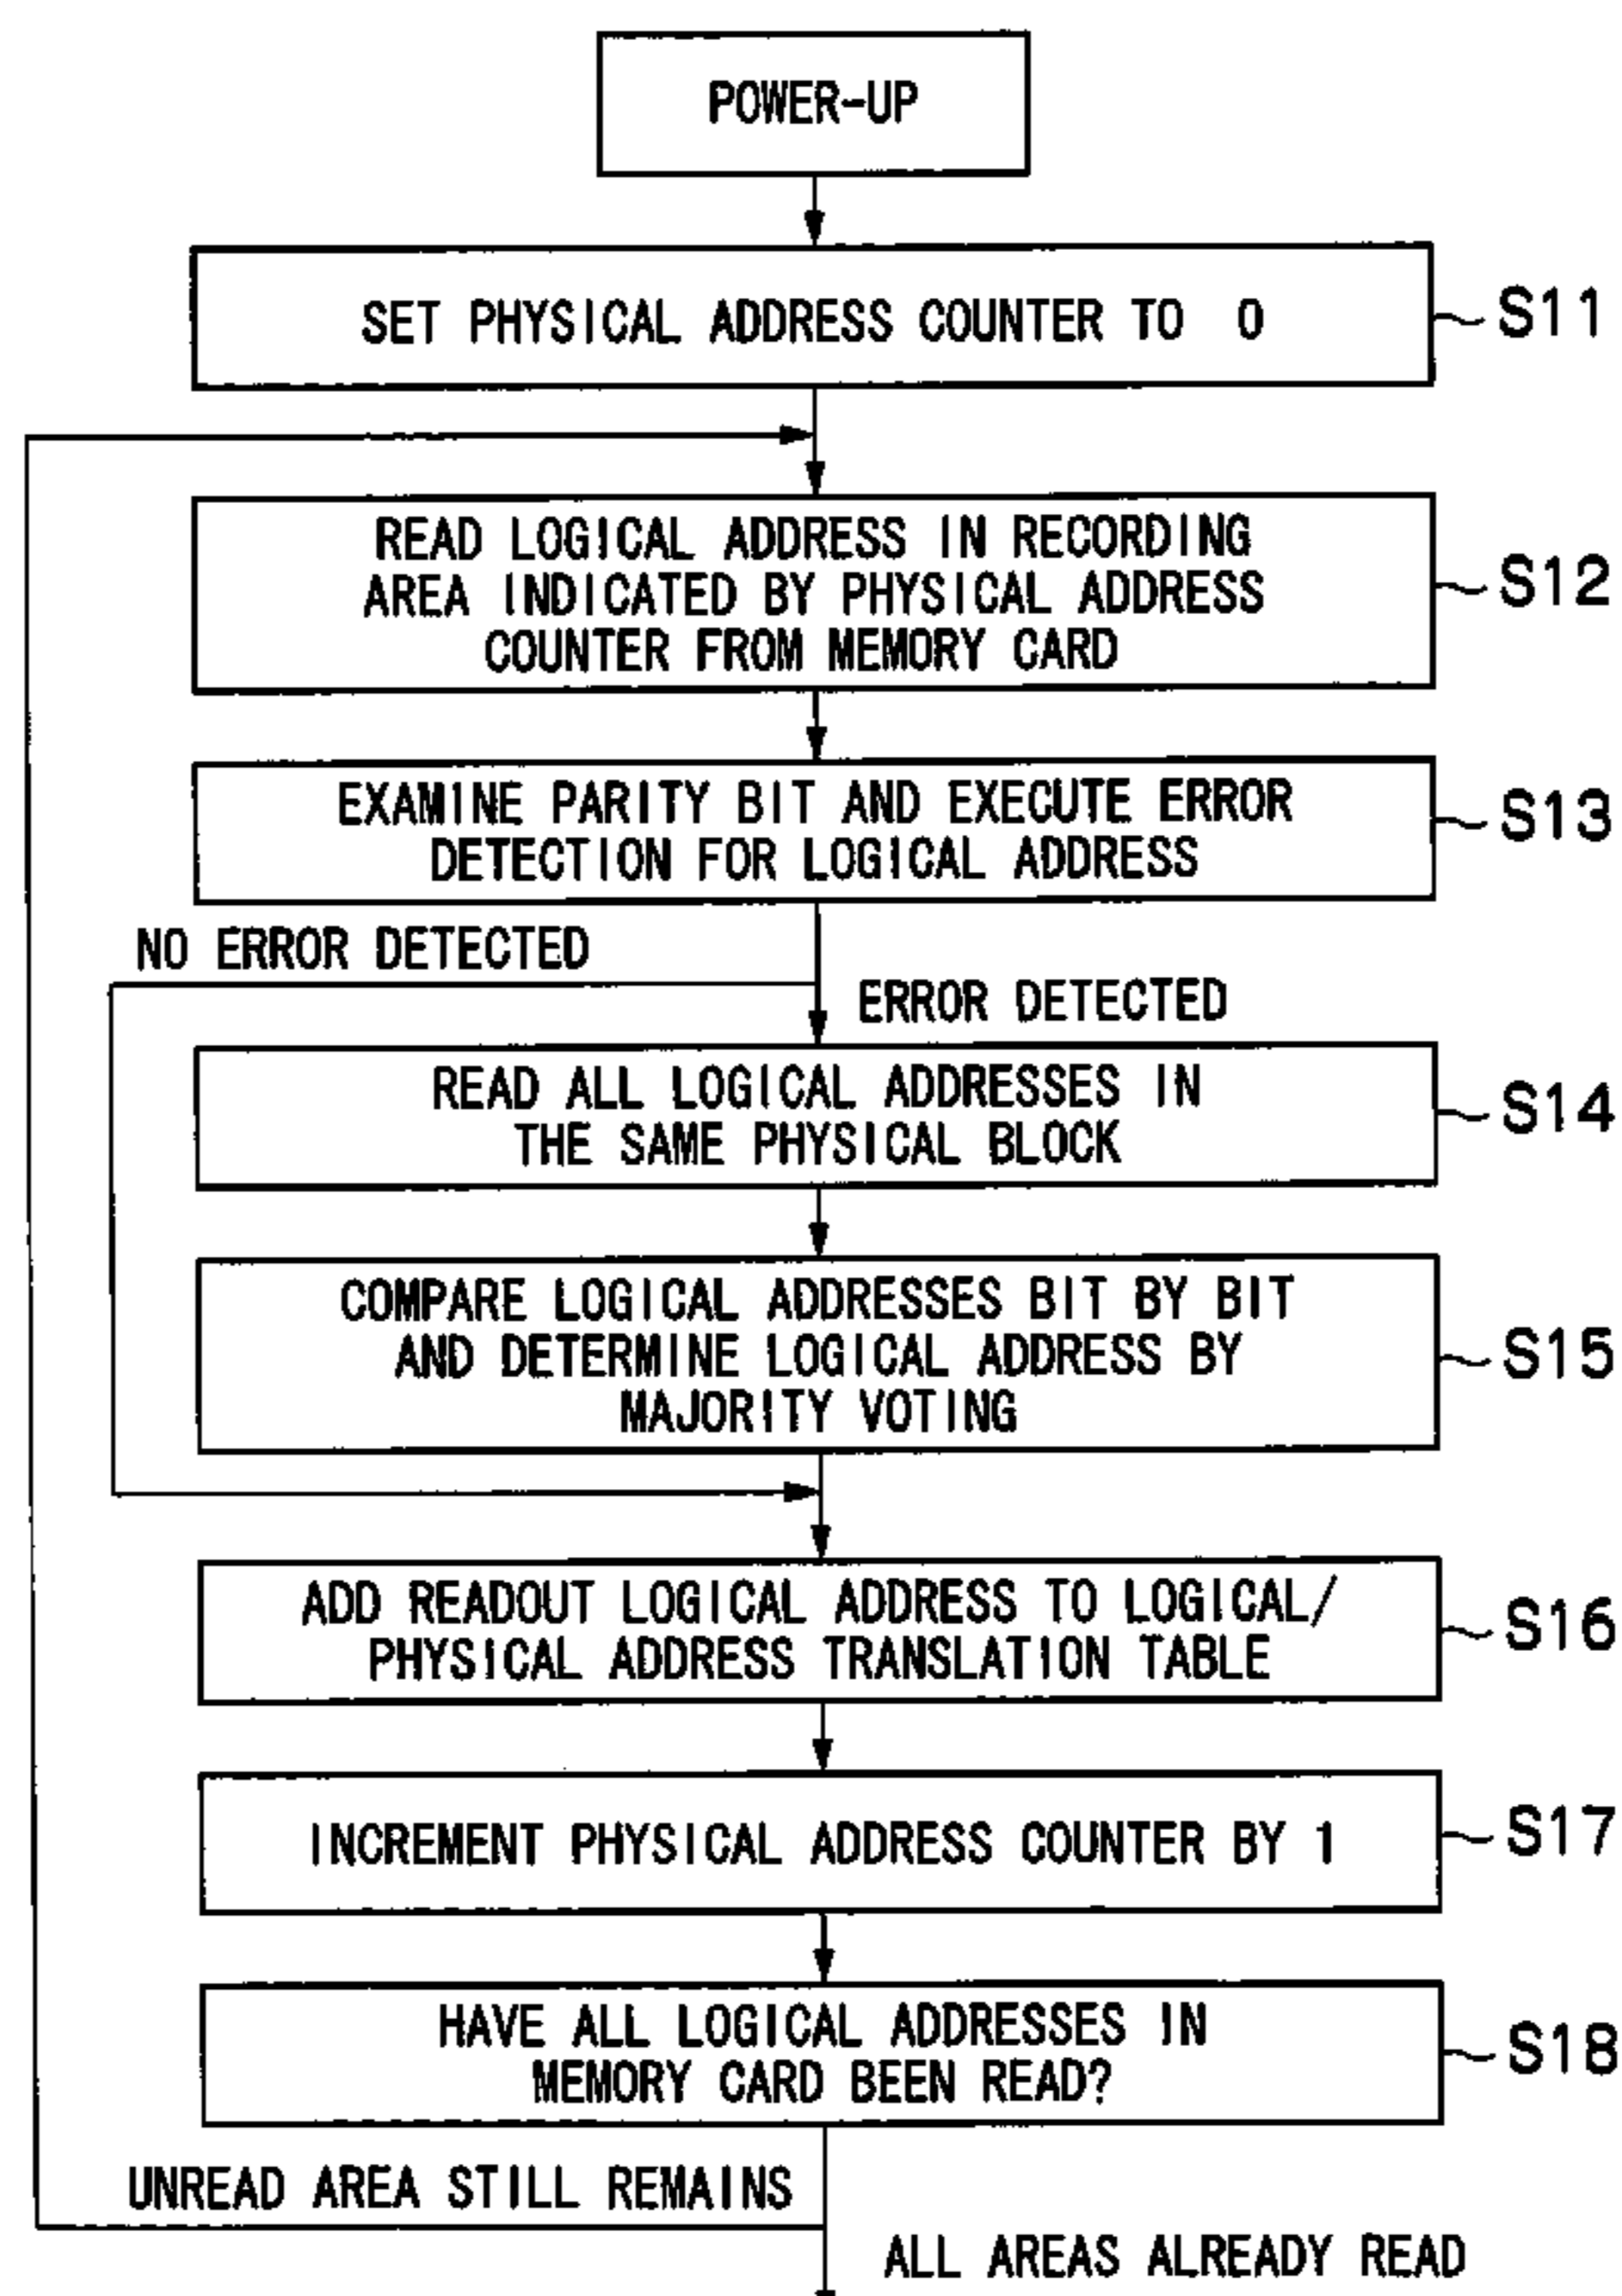 POWER-UP
SET PHYSICAL ADDRESS COUNTER TO 0
S11
READ LOGICAL ADDRESS IN RECORDING
AREA INDICATED BY PHYSICAL ADDRESS
COUNTER FROM MEMORY CARD
S12
EXAMINE PARITY BIT AND EXECUTE ERROR
DETECTION FOR LOGICAL ADDRESS
S13
NO ERROR DETECTED
ERROR DETECTED
READ ALL LOGICAL ADDRESSES IN
THE SAME PHYSICAL BLOCK
S14
COMPARE LOGICAL ADDRESSES BIT BY BIT
AND DETERMINE LOGICAL ADDRESS BY
MAJORITY VOTING
S15
ADD READOUT LOGICAL ADDRESS TO LOGICAL/
PHYSICAL ADDRESS TRANSLATION TABLE
S16
INCREMENT PHYSICAL ADDRESS COUNTER BY 1
S17
HAVE ALL LOGICAL ADDRESSES IN
MEMORY CARD BEEN READ?
S18
UNREAD AREA STILL REMAINS
ALL AREAS ALREADY READ